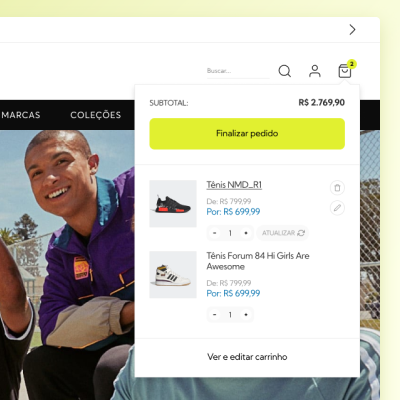 Buscar...
2
MARCAS COLEÇÕES
SUBTOTAL: R$ 2.769,90
Finalizar pedido
Tênis NMD_R1
De: R$ 799,99
Por: R$ 699,99
- 1 + ATUALIZAR
Tênis Forum 84 Hi Girls Are
Awesome
De: R$ 799,99
Por: R$ 699,99
- 1 +
Ver e editar carrinho